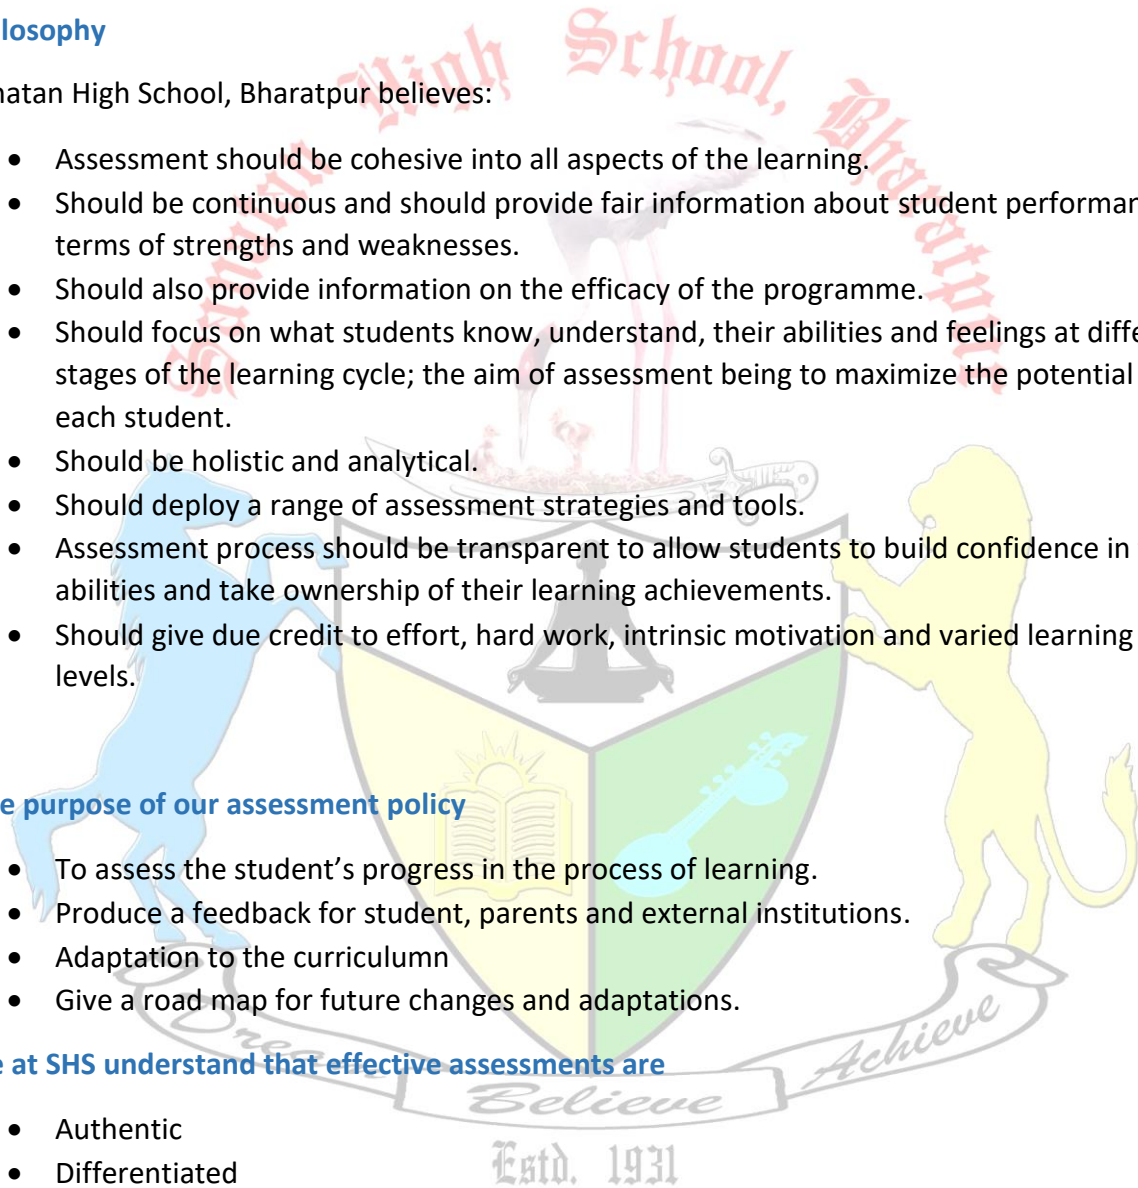 ilosophy
natan High School, Bharatpur believes:
• Assessment should be cohesive into all aspects of the learning.
• Should be continuous and should provide fair information about student performan
terms of strengths and weaknesses.
• Should also provide information on the efficacy of the programme.
• Should focus on what students know, understand, their abilities and feelings at diffe
stages of the learning cycle; the aim of assessment being to maximize the potential
each student.
• Should be holistic and analytical.
• Should deploy a range of assessment strategies and tools.
• Assessment process should be transparent to allow students to build confidence in
abilities and take ownership of their learning achievements.
• Should give due credit to effort, hard work, intrinsic motivation and varied learning
levels.
e purpose of our assessment policy
• To assess the student’s progress in the process of learning.
• Produce a feedback for student, parents and external institutions.
• Adaptation to the curriculumn
• Give a road map for future changes and adaptations.
e at SHS understand that effective assessments are
• Authentic
• Differentiated
Sanatan High School, Bharatpur
Dream Believe Achieve
Estd. 1931